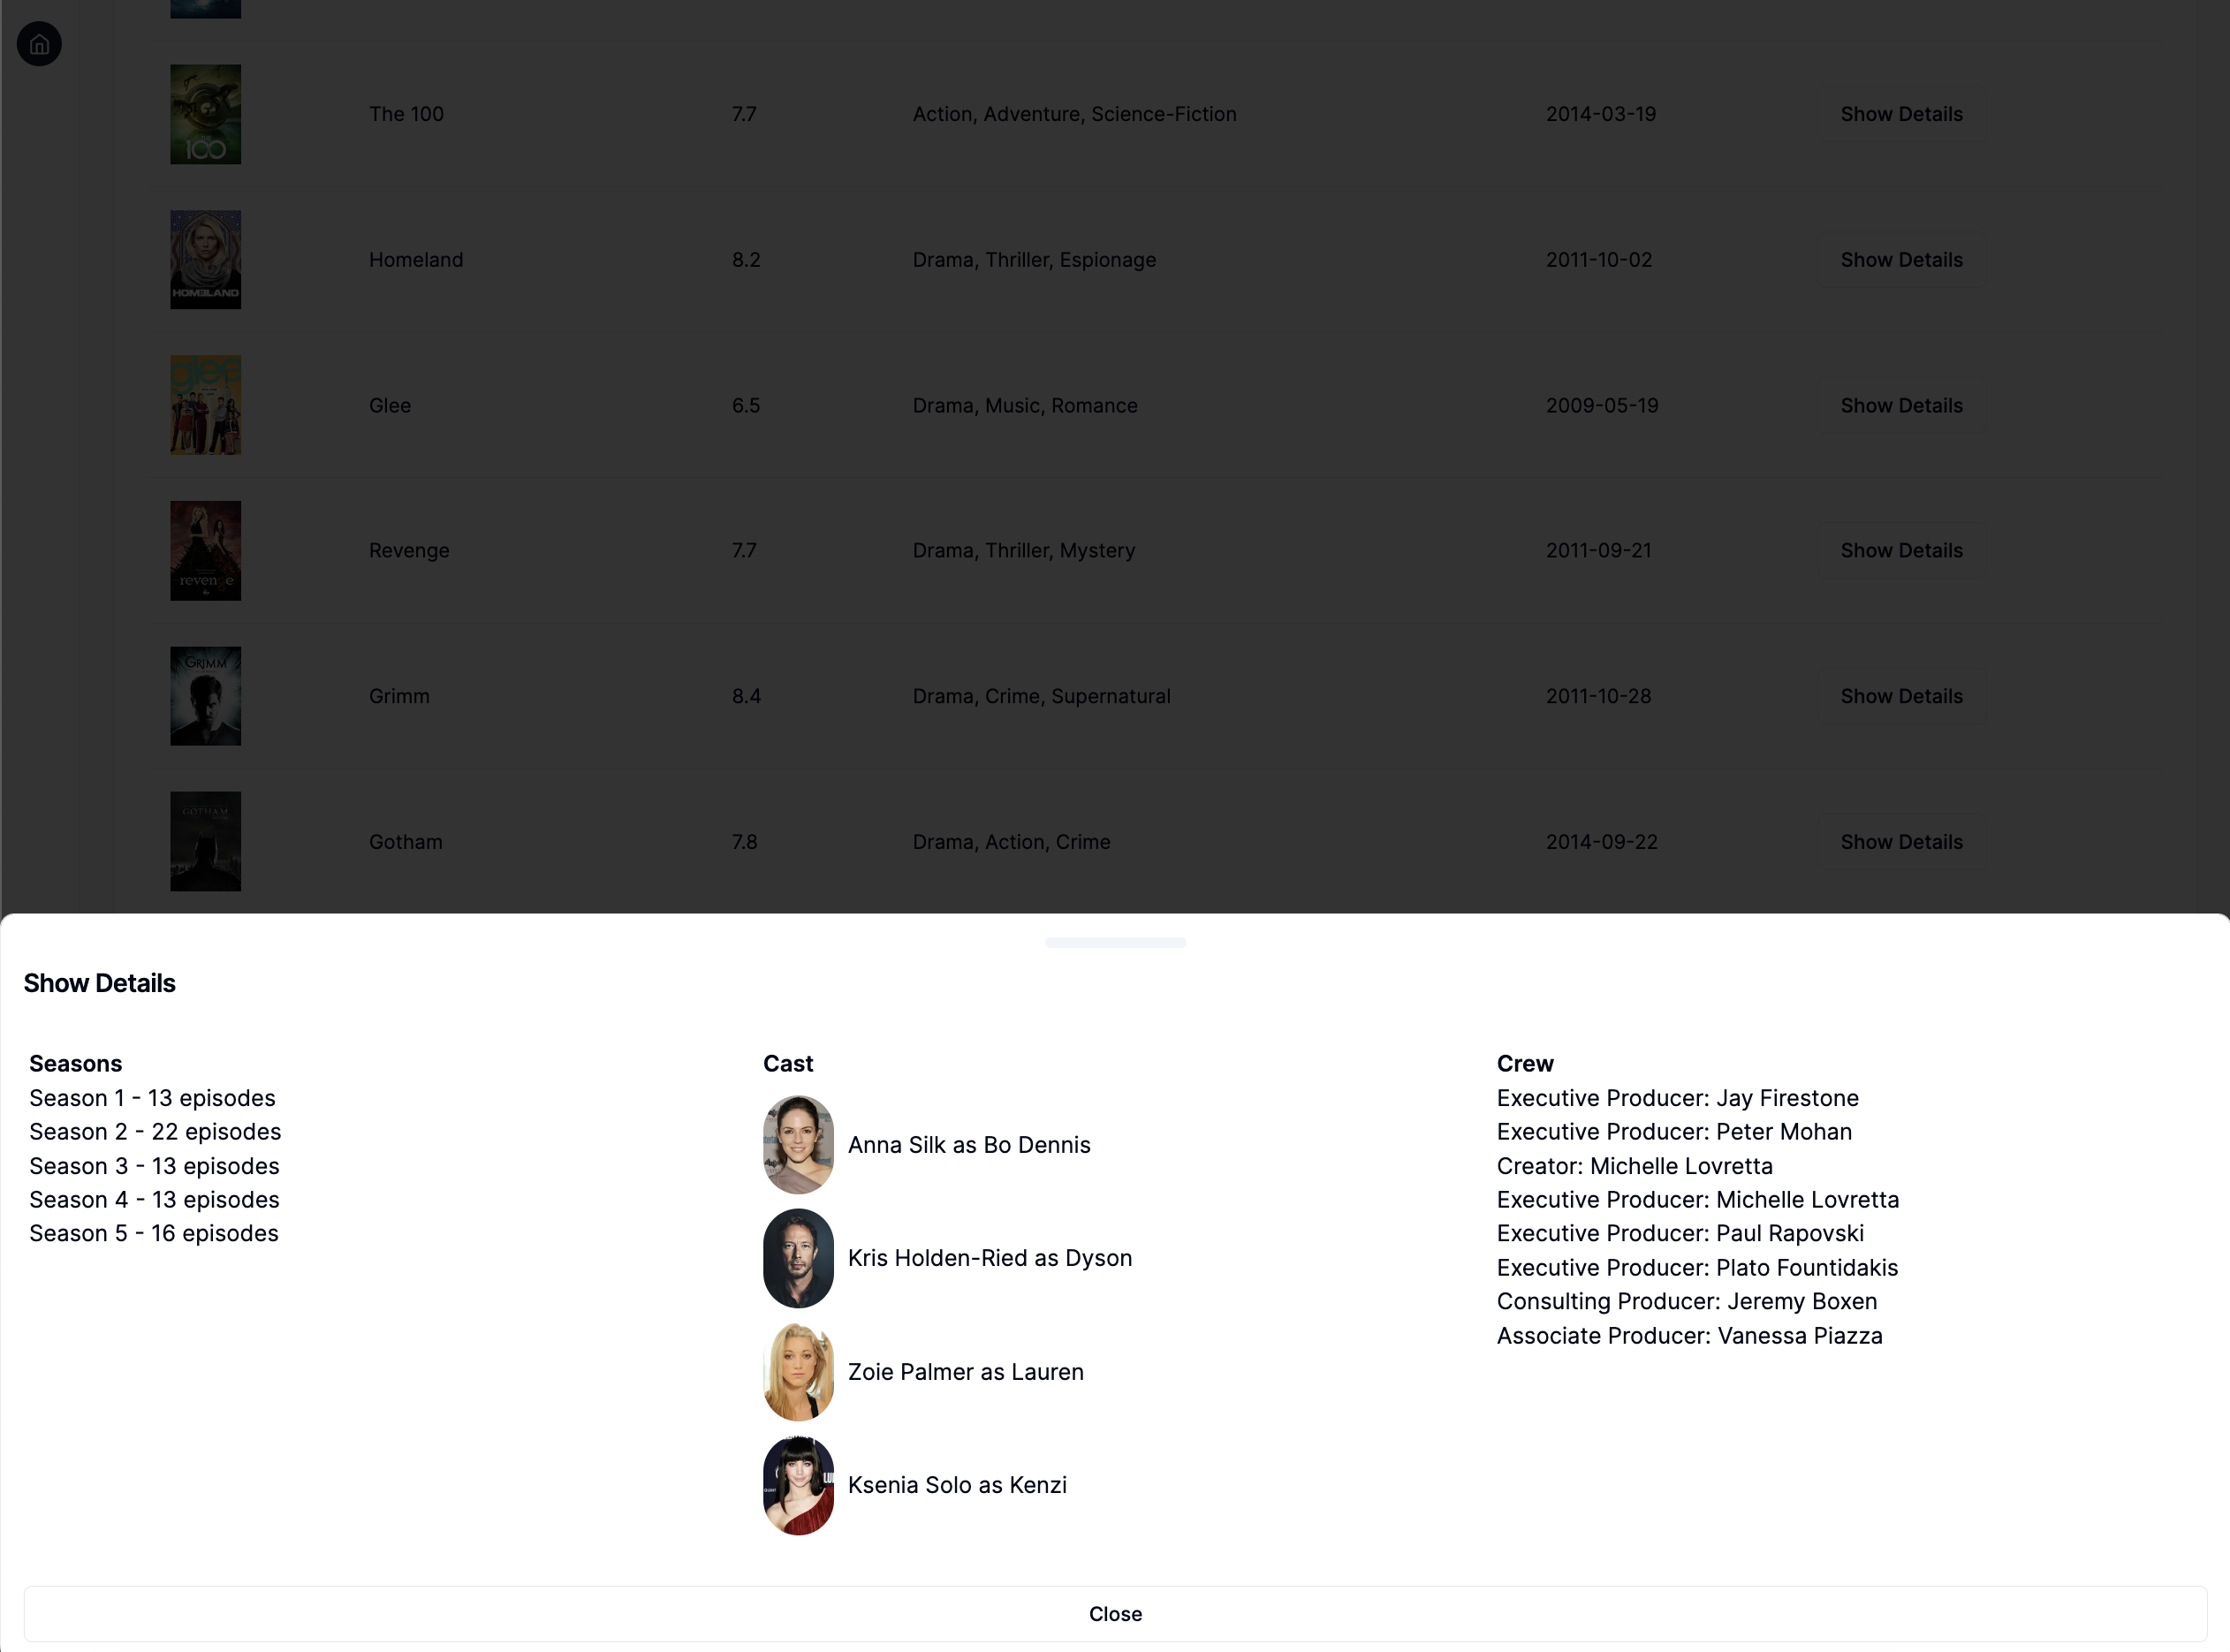 THE
100
The 100 7.7 Action, Adventure, Science-Fiction 2014-03-19 Show Details
HOMELAND
Homeland 8.2 Drama, Thriller, Espionage 2011-10-02 Show Details
glee
Glee 6.5 Drama, Music, Romance 2009-05-19 Show Details
revenge
Revenge 7.7 Drama, Thriller, Mystery 2011-09-21 Show Details
GRIMM
Grimm 8.4 Drama, Crime, Supernatural 2011-10-28 Show Details
GOTHAM
Gotham 7.8 Drama, Action, Crime 2014-09-22 Show Details
Show Details
Seasons
Season 1 - 13 episodes
Season 2 - 22 episodes
Season 3 - 13 episodes
Season 4 - 13 episodes
Season 5 - 16 episodes
Cast
Anna Silk as Bo Dennis
Kris Holden-Ried as Dyson
Zoie Palmer as Lauren
Ksenia Solo as Kenzi
Crew
Executive Producer: Jay Firestone
Executive Producer: Peter Mohan
Creator: Michelle Lovretta
Executive Producer: Michelle Lovretta
Executive Producer: Paul Rapovski
Executive Producer: Plato Fountidakis
Consulting Producer: Jeremy Boxen
Associate Producer: Vanessa Piazza
Close